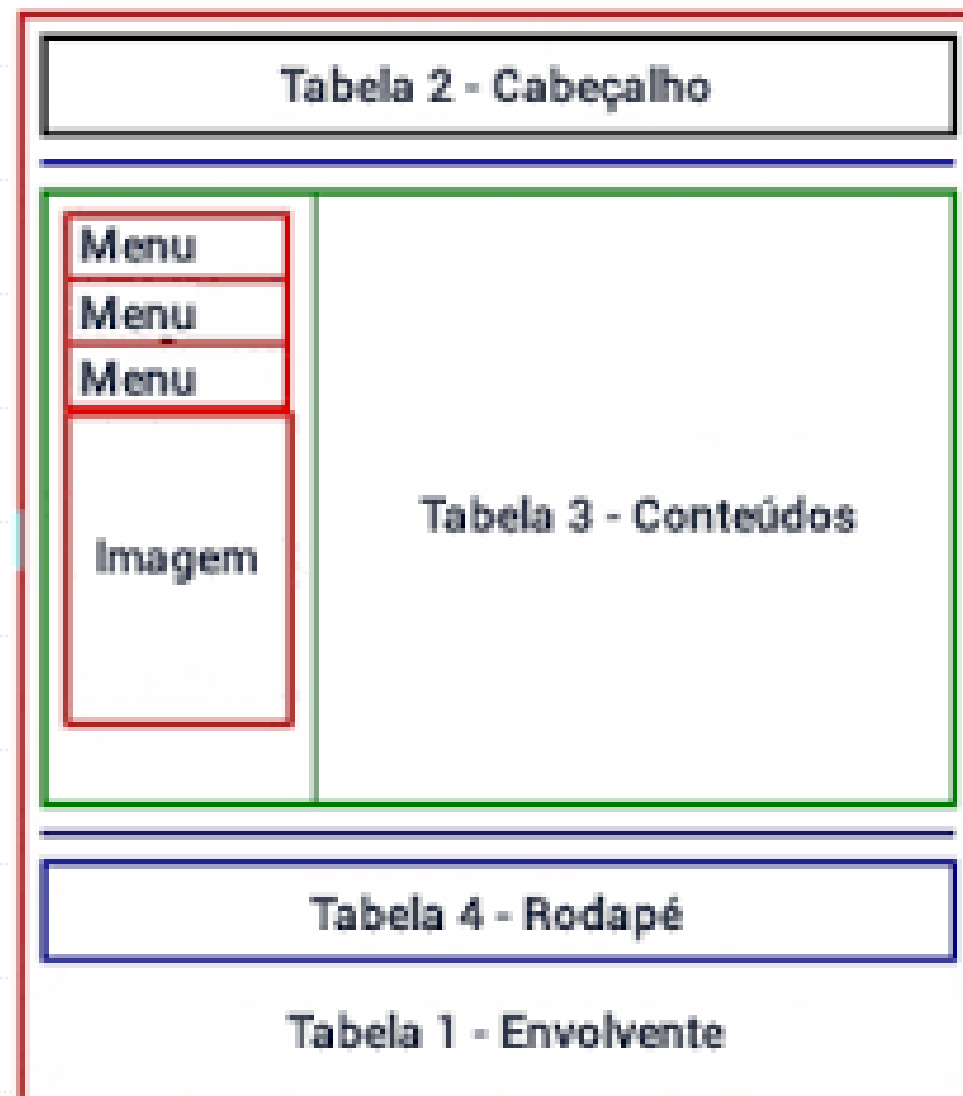 Tabela 2 - Cabeçalho
Menu
Menu
Menu
Imagem
Tabela 3 - Conteúdos
Tabela 4 - Rodapé
Tabela 1 - Envolvente